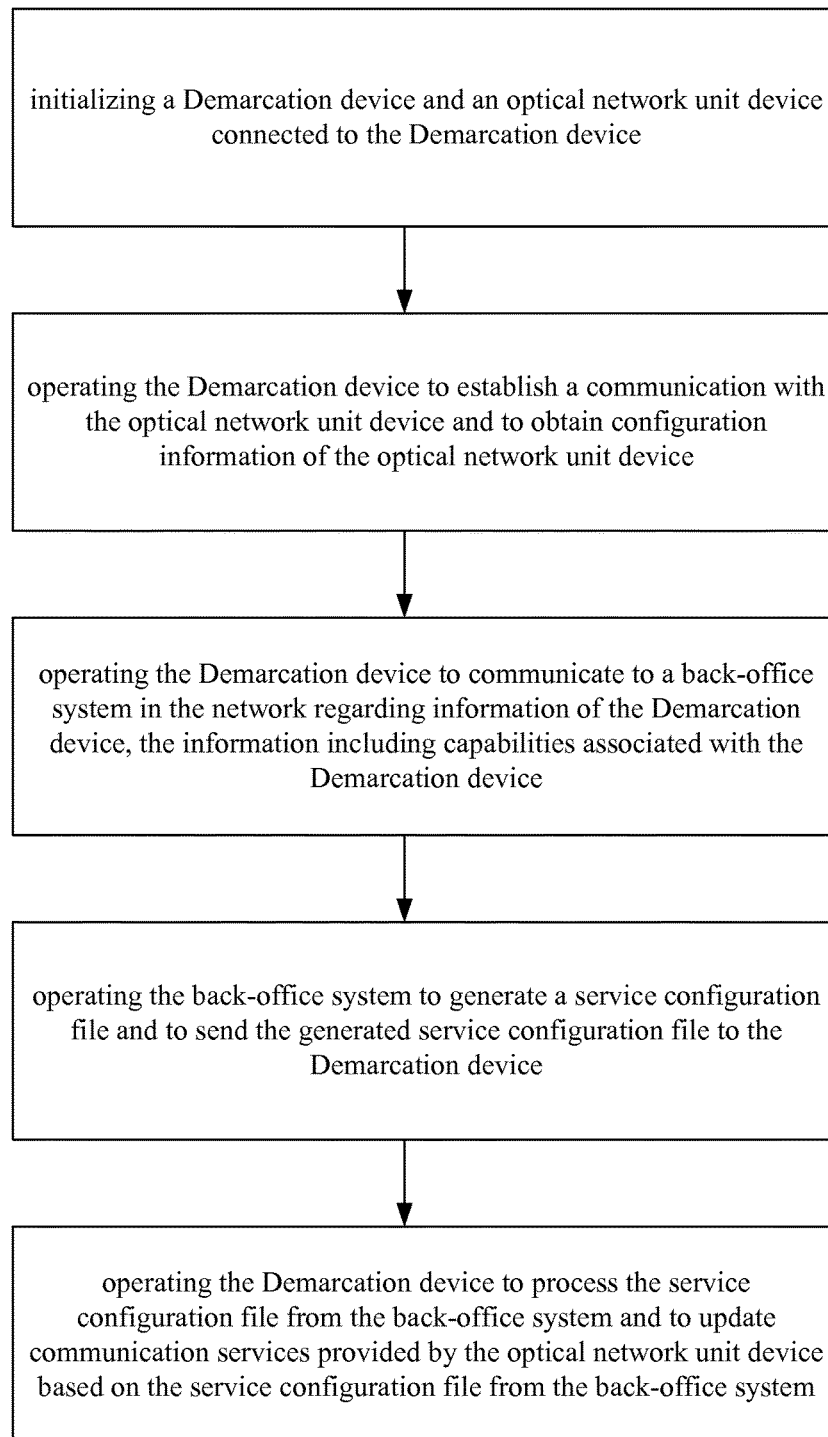 initializing a Demarcation device and an optical network unit device
connected to the Demarcation device
operating the Demarcation device to establish a communication with
the optical network unit device and to obtain configuration
information of the optical network unit device
operating the Demarcation device to communicate to a back-office
system in the network regarding information of the Demarcation
device, the information including capabilities associated with the
Demarcation device
operating the back-office system to generate a service configuration
file and to send the generated service configuration file to the
Demarcation device
operating the Demarcation device to process the service
configuration file from the back-office system and to update
communication services provided by the optical network unit device
based on the service configuration file from the back-office system